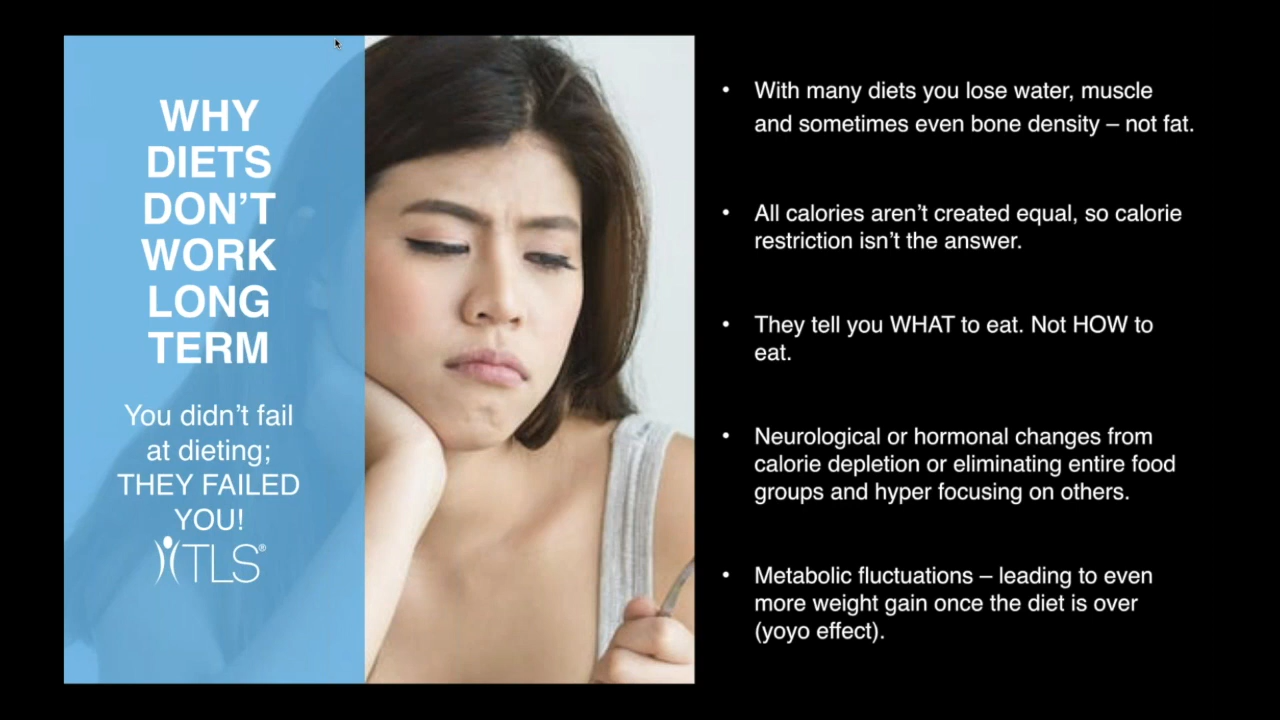 WHY
DIETS
DON’T
WORK
LONG
TERM
You didn’t fail
at dieting;
THEY FAILED
YOU!
TLS®
• With many diets you lose water, muscle
and sometimes even bone density – not fat.
• All calories aren’t created equal, so calorie
restriction isn’t the answer.
• They tell you WHAT to eat. Not HOW to
eat.
• Neurological or hormonal changes from
calorie depletion or eliminating entire food
groups and hyper focusing on others.
• Metabolic fluctuations – leading to even
more weight gain once the diet is over
(yoyo effect).